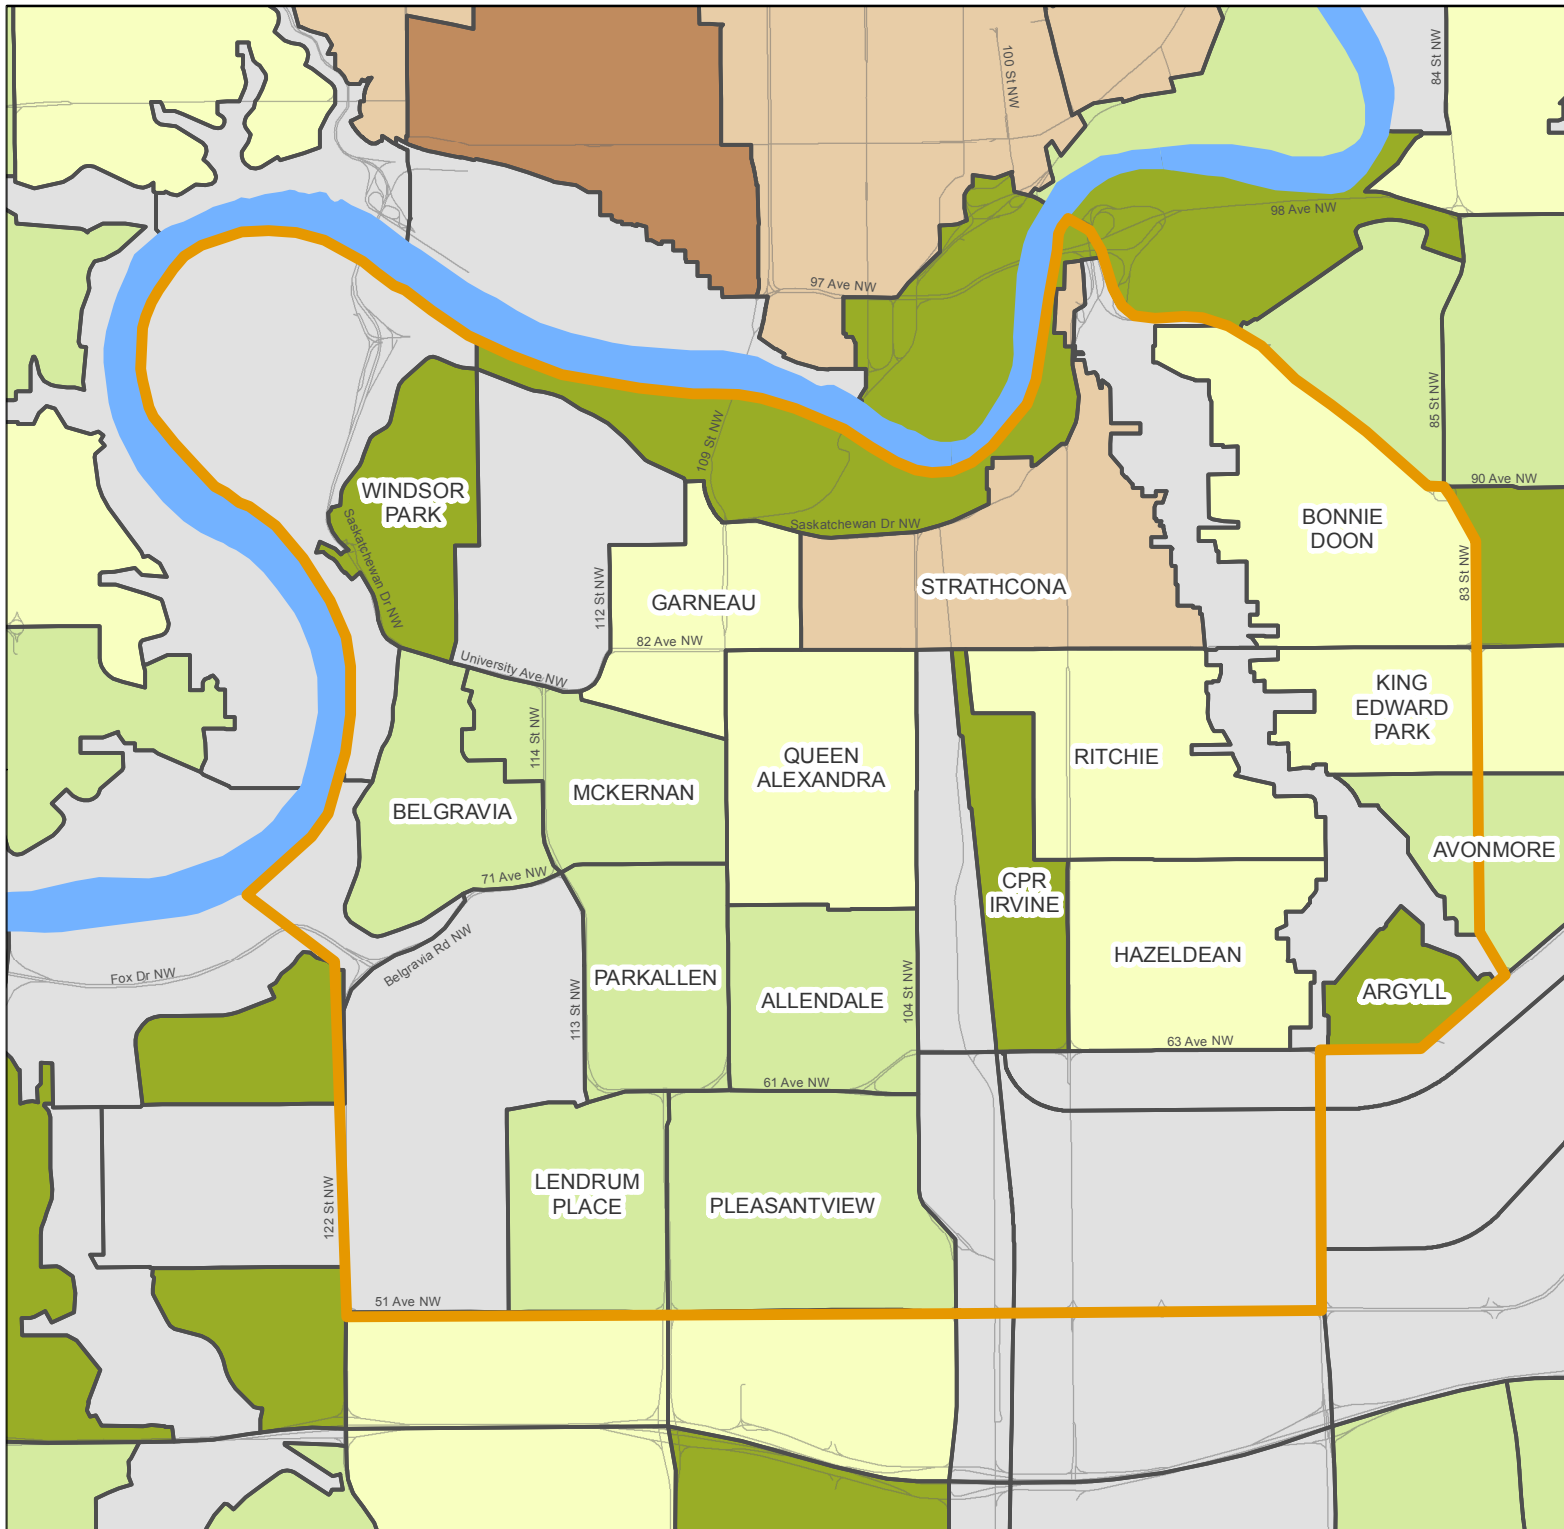 100 St NW
84 St NW
98 Ave NW
97 Ave NW
85 St NW
109 St NW
90 Ave NW
WINDSOR
PARK
Saskatchewan Dr NW
Saskatchewan Dr NW
BONNIE
DOON
83 St NW
112 St NW
GARNEAU
STRATHCONA
82 Ave NW
University Ave NW
KING
EDWARD
PARK
114 St NW
QUEEN
ALEXANDRA
RITCHIE
MCKERNAN
BELGRAVIA
AVONMORE
71 Ave NW
CPR
IRVINE
Belgravia Rd NW
HAZELDEAN
Fox Dr NW
PARKALLEN
ALLENDALE
104 St NW
ARGYLL
113 St NW
63 Ave NW
61 Ave NW
LENDRUM
PLACE
PLEASANTVIEW
122 St NW
51 Ave NW